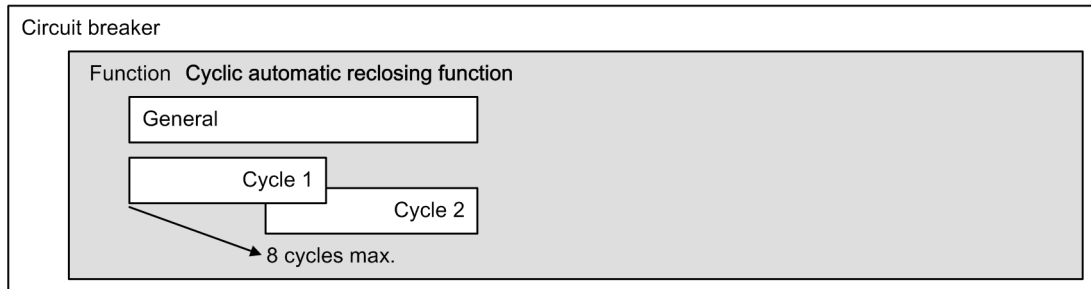 Circuit breaker
Function Cyclic automatic reclosing function
General
Cycle 1
Cycle 2
8 cycles max.